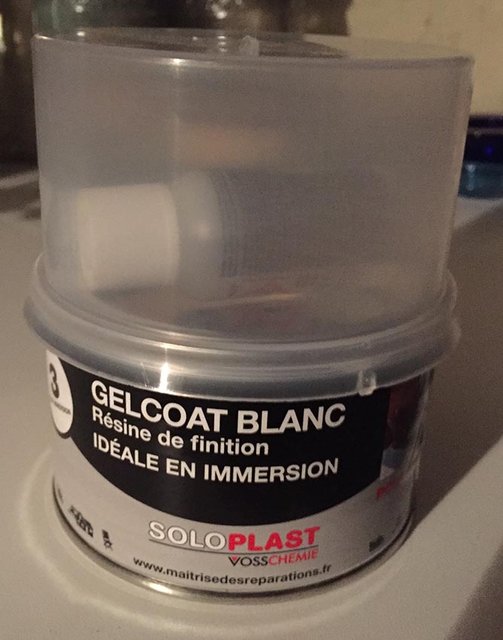 3
GELCOAT BLANC
Résine de finition
IDÉALE EN IMMERSION
SOLOPLAST
VOSSCHEMIE
www.maitrisedesreparations.fr